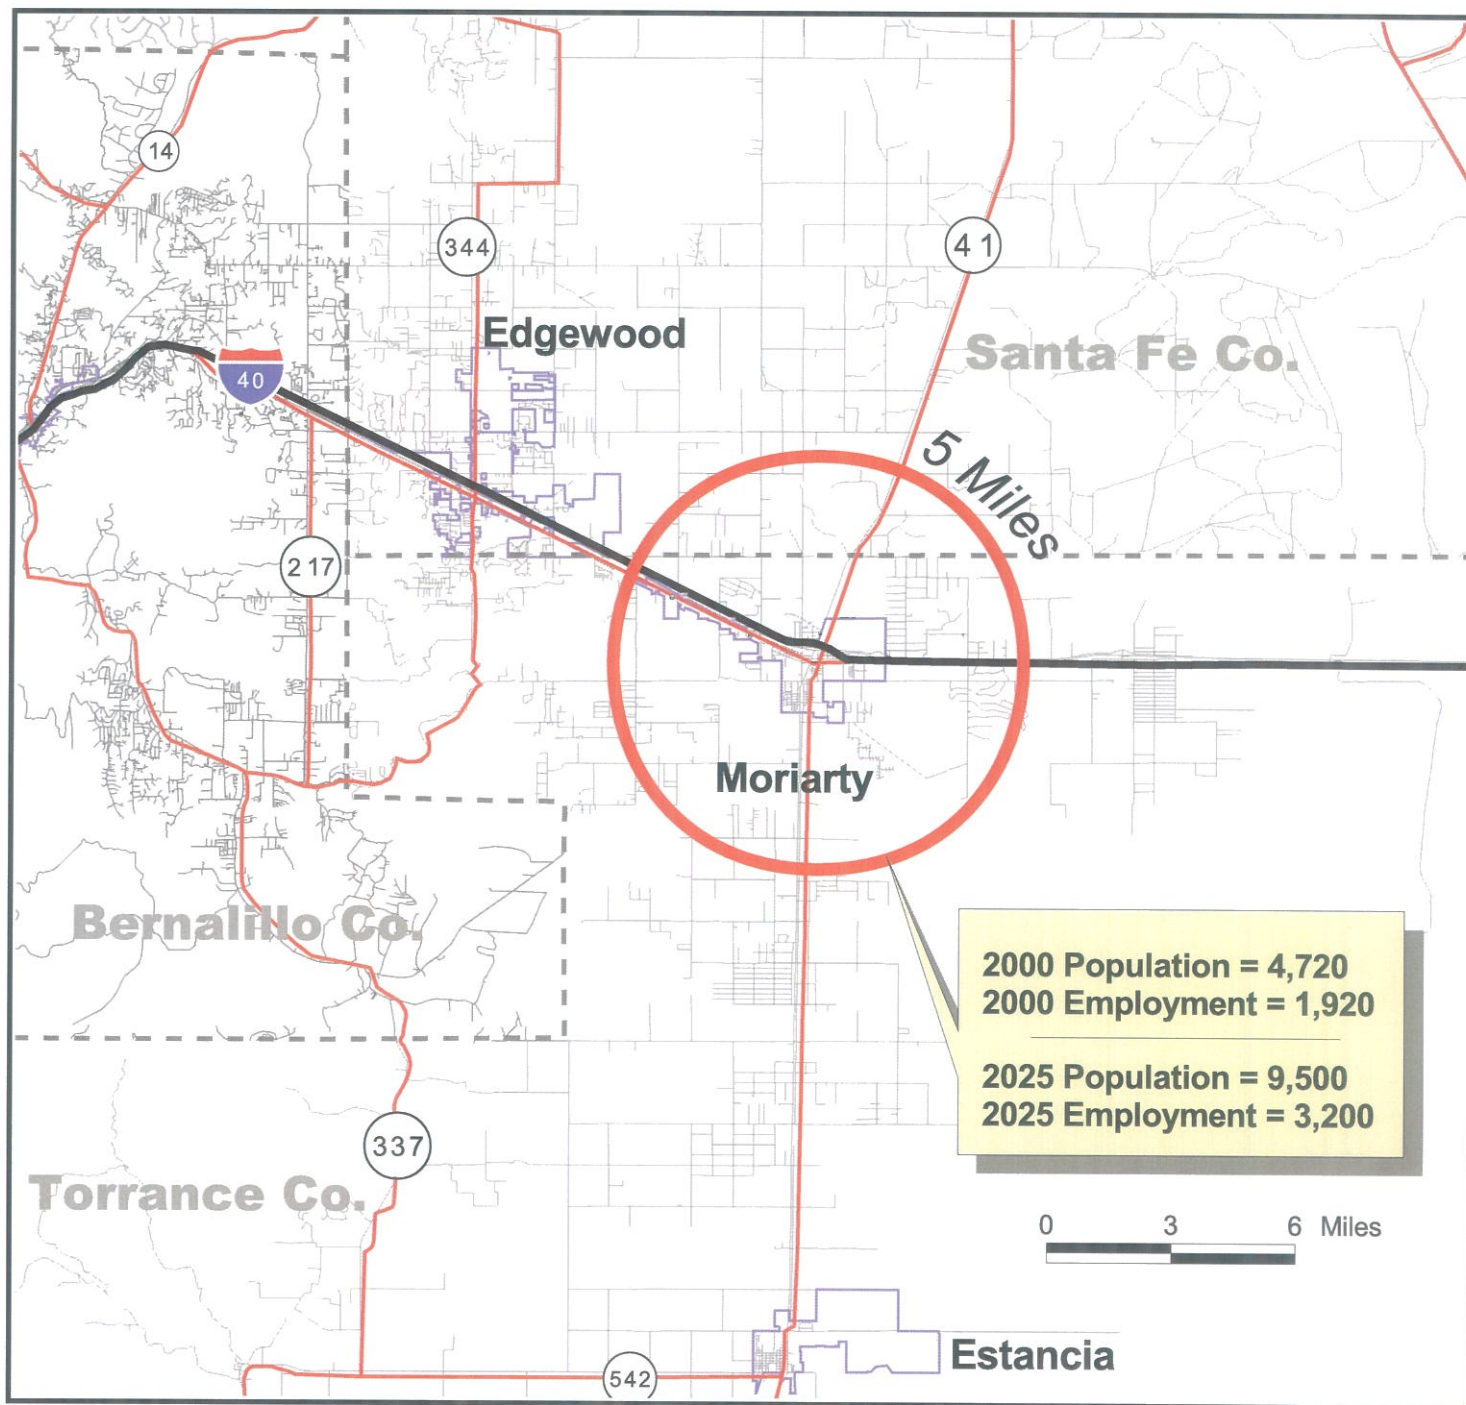 14
344
4 1
Edgewood
Santa Fe Co.
40
5 Miles
217
Moriarty
Bernalillo Co.
2000 Population = 4,720
2000 Employment = 1,920
2025 Population = 9,500
2025 Employment = 3,200
337
Torrance Co.
0 3 6 Miles
Estancia
542